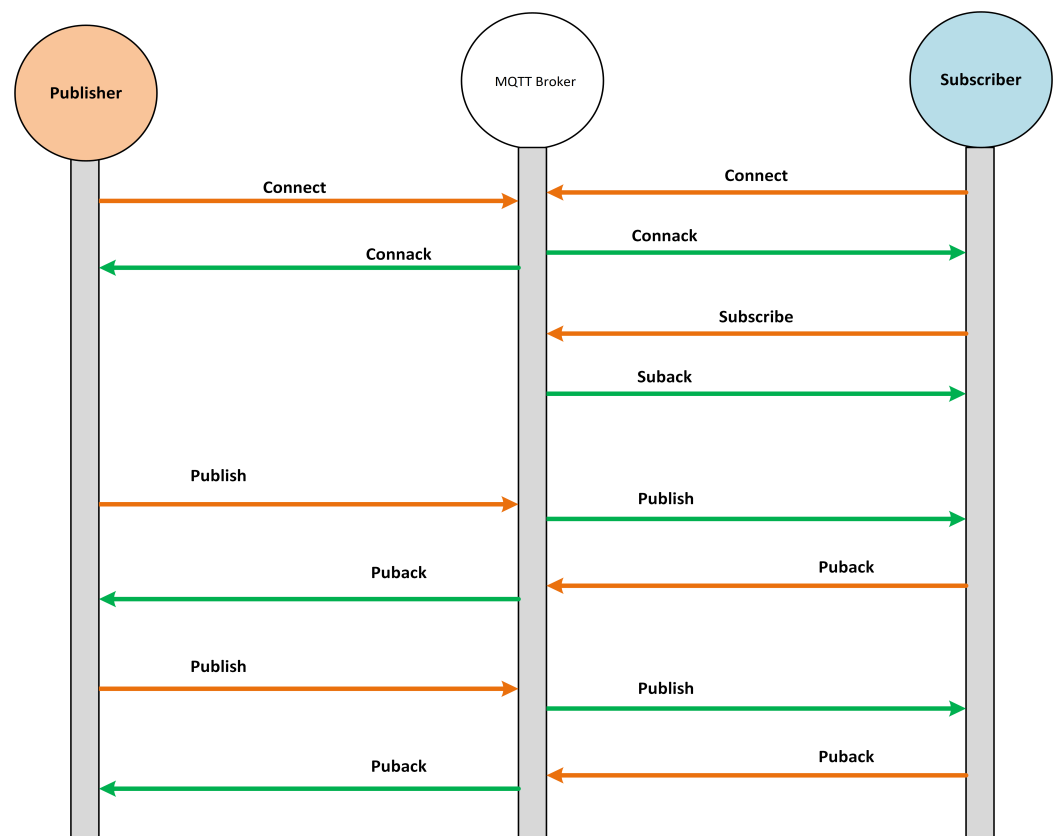 Publisher
MQTT Broker
Subscriber
Connect
Connect
Connack
Connack
Subscribe
Suback
Publish
Publish
Puback
Puback
Publish
Publish
Puback
Puback